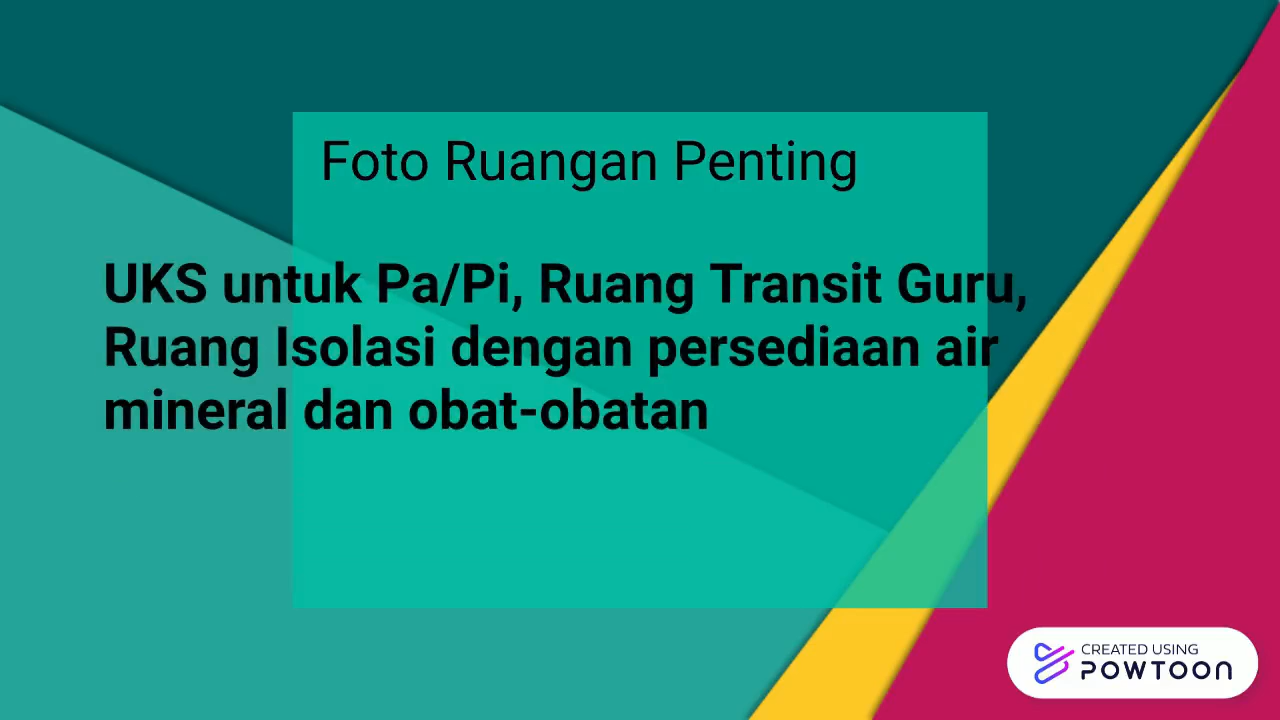 Foto Ruangan Penting
UKS untuk Pa/Pi, Ruang Transit Guru,
Ruang Isolasi dengan persediaan air
mineral dan obat-obatan
CREATED USING
POWTOON